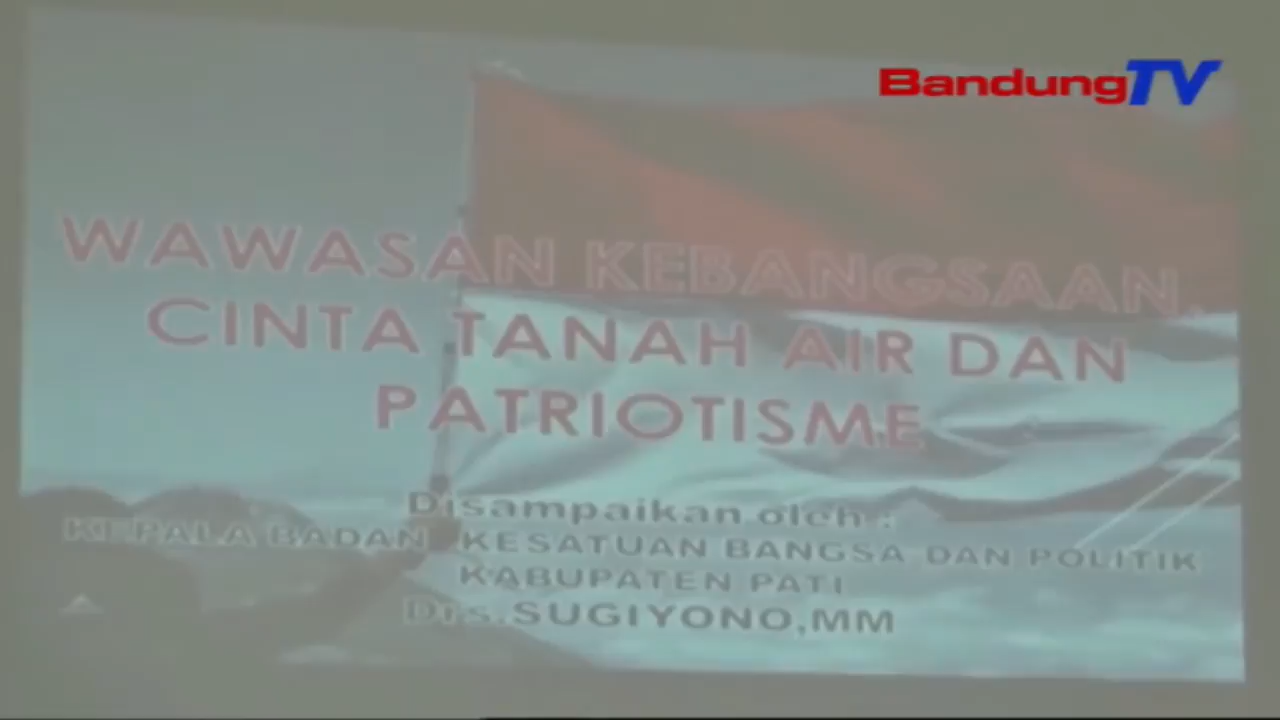 BandungTV
WAWASAN KEBANGSAAN,
CINTA TANAH AIR DAN
PATRIOTISME
Disampaikan oleh :
KEPALA BADAN KESATUAN BANGSA DAN POLITIK
KABUPATEN PATI
Drs.SUGIYONO,MM